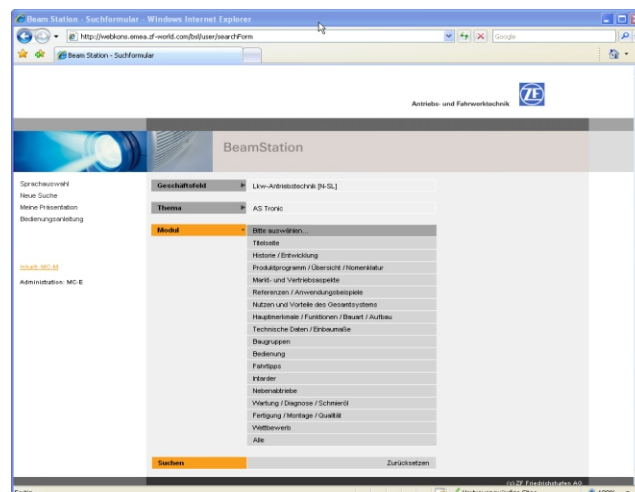 Beam Station - Suchformular - Windows Internet Explorer
http://webkons.emea.zf-world.com/bsl/user/searchForm
Google
Beam Station - Suchformular
Antriebs- und Fahrwerktechnik
ZF
BeamStation
Sprachauswahl
Neue Suche
Meine Präsentation
Bedienungsanleitung
Inhalt: MC-M
Administration: MC-E
Geschäftsfeld
Lkw-Antriebstechnik [N-SL]
Thema
AS Tronic
Modul
Bitte auswählen...
Titelseite
Historie / Entwicklung
Produktprogramm / Übersicht / Nomenklatur
Markt- und Vertriebsaspekte
Referenzen / Anwendungsbeispiele
Nutzen und Vorteile des Gesamtsystems
Hauptmerkmale / Funktionen / Bauart / Aufbau
Technische Daten / Einbaumaße
Baugruppen
Bedienung
Fahrtipps
Intarder
Nebenabtriebe
Wartung / Diagnose / Schmieröl
Fertigung / Montage / Qualität
Wettbewerb
Alle
Suchen
Zurücksetzen
(c) ZF Friedrichshafen AG